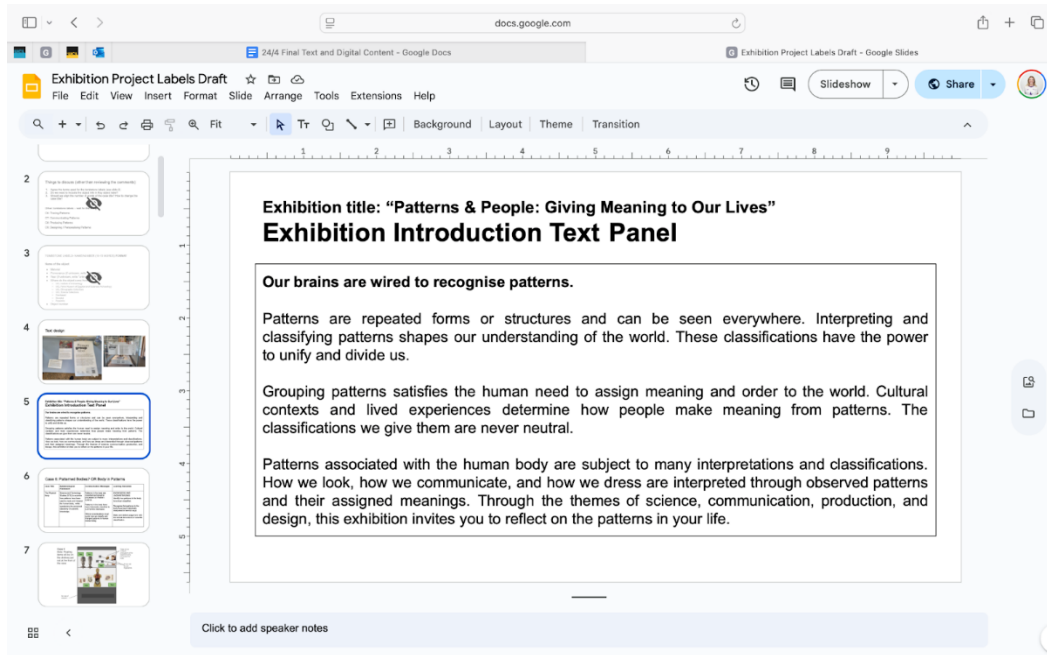 docs.google.com
24/4 Final Text and Digital Content - Google Docs
Exhibition Project Labels Draft - Google Slides
Exhibition Project Labels Draft
File Edit View Insert Format Slide Arrange Tools Extensions Help
Slideshow
Share
Fit
Background
Layout
Theme
Transition
1 2 3 4 5 6 7 8 9
2
3
4
Text design
5
6
7
1
2
3
4
5
Exhibition title: “Patterns & People: Giving Meaning to Our Lives”
Exhibition Introduction Text Panel
Our brains are wired to recognise patterns.
Patterns are repeated forms or structures and can be seen everywhere. Interpreting and
classifying patterns shapes our understanding of the world. These classifications have the power
to unify and divide us.
Grouping patterns satisfies the human need to assign meaning and order to the world. Cultural
contexts and lived experiences determine how people make meaning from patterns. The
classifications we give them are never neutral.
Patterns associated with the human body are subject to many interpretations and classifications.
How we look, how we communicate, and how we dress are interpreted through observed patterns
and their assigned meanings. Through the themes of science, communication, production, and
design, this exhibition invites you to reflect on the patterns in your life.
Click to add speaker notes